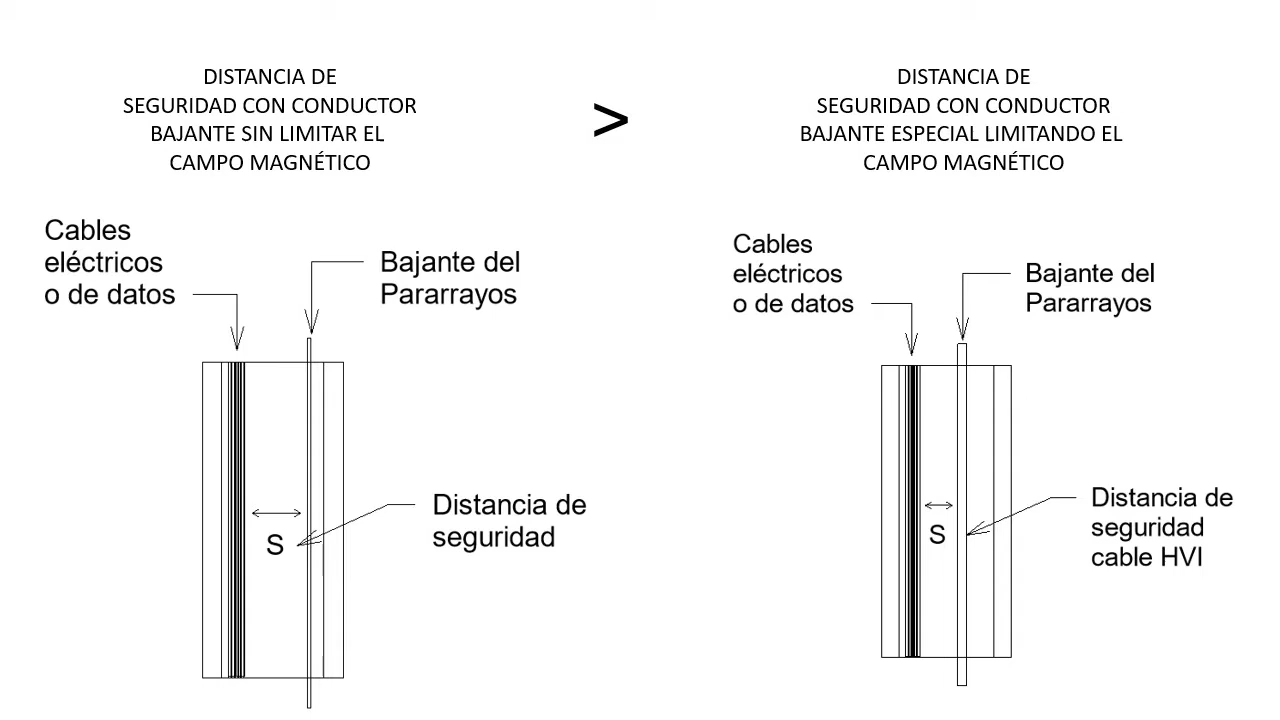 DISTANCIA DE
SEGURIDAD CON CONDUCTOR
BAJANTE SIN LIMITAR EL
CAMPO MAGNÉTICO
>
DISTANCIA DE
SEGURIDAD CON CONDUCTOR
BAJANTE ESPECIAL LIMITANDO EL
CAMPO MAGNÉTICO
Cables
eléctricos
o de datos
Bajante del
Pararrayos
S
Distancia de
seguridad
Cables
eléctricos
o de datos
Bajante del
Pararrayos
S
Distancia de
seguridad
cable HVI